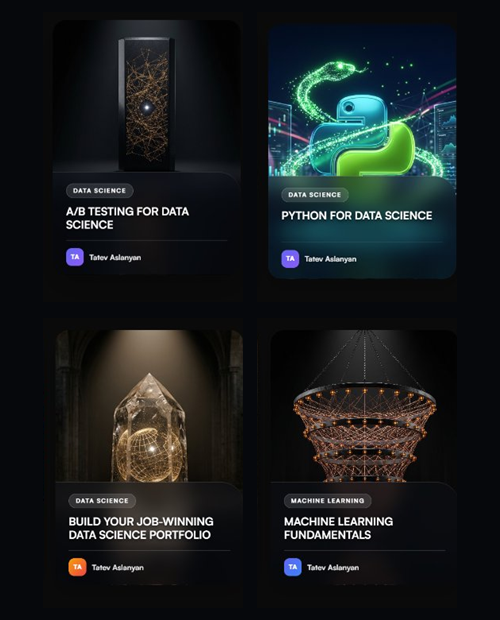 DATA SCIENCE
A/B TESTING FOR DATA
SCIENCE
TA Tatev Aslanyan
DATA SCIENCE
PYTHON FOR DATA SCIENCE
TA Tatev Aslanyan
DATA SCIENCE
BUILD YOUR JOB-WINNING
DATA SCIENCE PORTFOLIO
TA Tatev Aslanyan
MACHINE LEARNING
MACHINE LEARNING
FUNDAMENTALS
TA Tatev Aslanyan